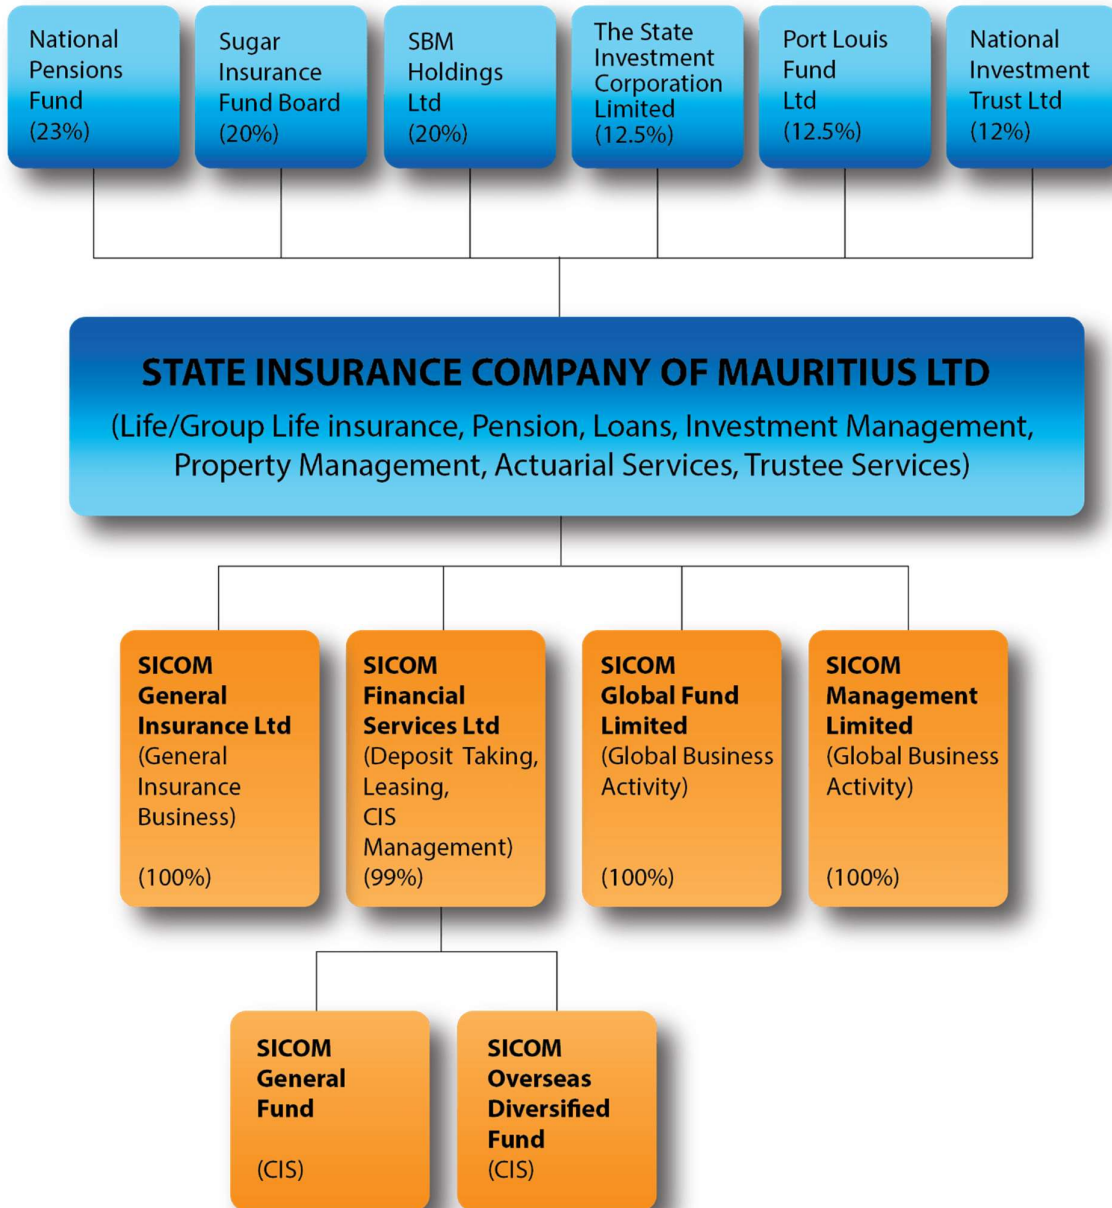 National
Pensions
Fund
(23%)
Sugar
Insurance
Fund Board
(20%)
SBM
Holdings
Ltd
(20%)
The State
Investment
Corporation
Limited
(12.5%)
Port Louis
Fund
Ltd
(12.5%)
National
Investment
Trust Ltd
(12%)
STATE INSURANCE COMPANY OF MAURITIUS LTD
(Life/Group Life insurance, Pension, Loans, Investment Management,
Property Management, Actuarial Services, Trustee Services)
SICOM
General
Insurance Ltd
(General
Insurance
Business)
(100%)
SICOM
Financial
Services Ltd
(Deposit Taking,
Leasing,
CIS
Management)
(99%)
SICOM
Global Fund
Limited
(Global Business
Activity)
(100%)
SICOM
Management
Limited
(Global Business
Activity)
(100%)
SICOM
General
Fund
(CIS)
SICOM
Overseas
Diversified
Fund
(CIS)